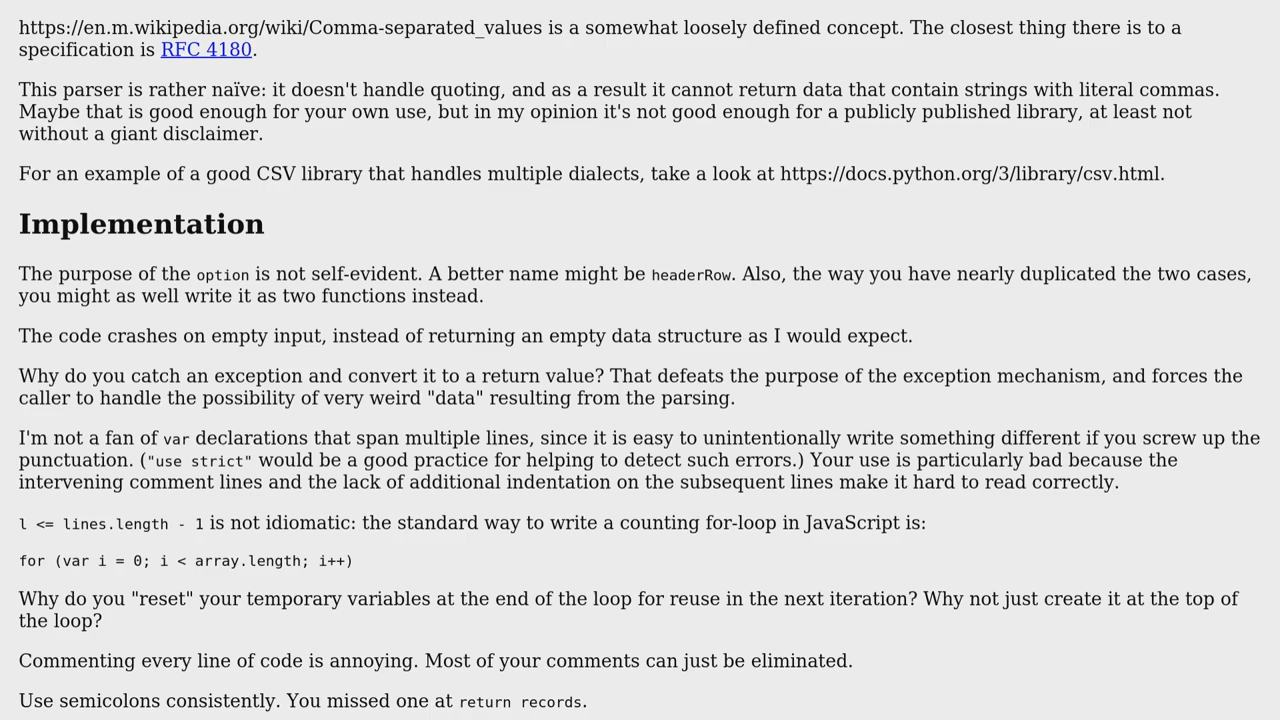 https://en.m.wikipedia.org/wiki/Comma-separated_values is a somewhat loosely defined concept. The closest thing there is to a
specification is RFC 4180.
This parser is rather naïve: it doesn't handle quoting, and as a result it cannot return data that contain strings with literal commas.
Maybe that is good enough for your own use, but in my opinion it's not good enough for a publicly published library, at least not
without a giant disclaimer.
For an example of a good CSV library that handles multiple dialects, take a look at https://docs.python.org/3/library/csv.html.
Implementation
The purpose of the option is not self-evident. A better name might be headerRow. Also, the way you have nearly duplicated the two cases,
you might as well write it as two functions instead.
The code crashes on empty input, instead of returning an empty data structure as I would expect.
Why do you catch an exception and convert it to a return value? That defeats the purpose of the exception mechanism, and forces the
caller to handle the possibility of very weird "data" resulting from the parsing.
I'm not a fan of var declarations that span multiple lines, since it is easy to unintentionally write something different if you screw up the
punctuation. ("use strict" would be a good practice for helping to detect such errors.) Your use is particularly bad because the
intervening comment lines and the lack of additional indentation on the subsequent lines make it hard to read correctly.
l <= lines.length - 1 is not idiomatic: the standard way to write a counting for-loop in JavaScript is:
for (var i = 0; i < array.length; i++)
Why do you "reset" your temporary variables at the end of the loop for reuse in the next iteration? Why not just create it at the top of
the loop?
Commenting every line of code is annoying. Most of your comments can just be eliminated.
Use semicolons consistently. You missed one at return records.